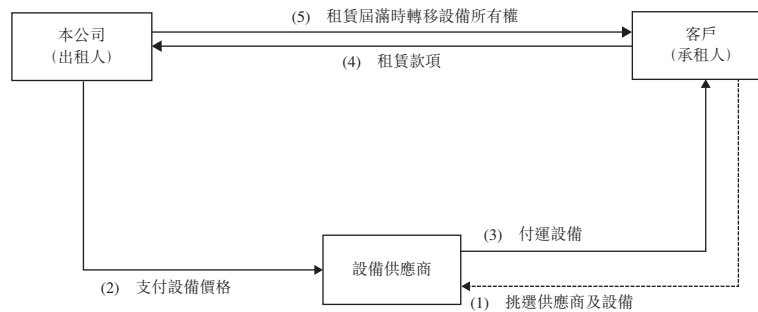 (5) 租賃屆滿時轉移設備所有權
本公司
(出租人)
客戶
(承租人)
(4) 租賃款項
(3) 付運設備
設備供應商
(2) 支付設備價格
(1) 挑選供應商及設備